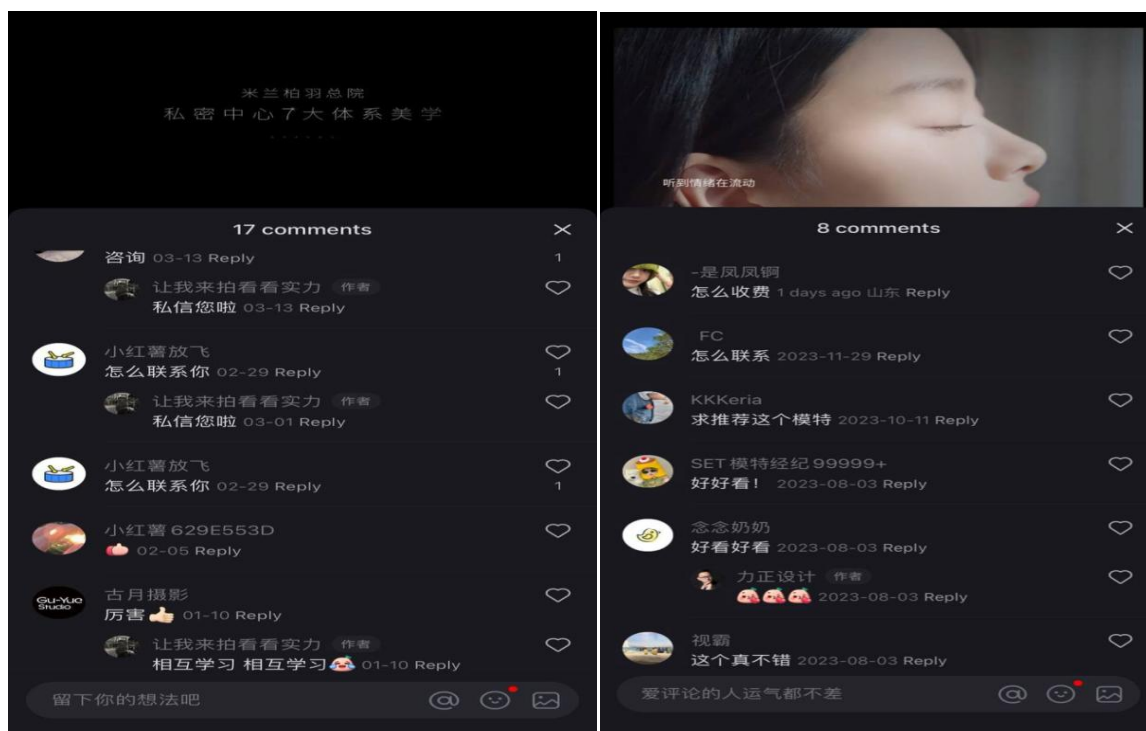 米兰柏羽总院
私密中心7大体系美学
17 comments
咨询 03-13 Reply
1
让我来拍看看实力 作者
私信您啦 03-13 Reply
小红薯放飞
怎么联系你 02-29 Reply
1
让我来拍看看实力 作者
私信您啦 03-01 Reply
小红薯放飞
怎么联系你 02-29 Reply
1
小红薯629E553D
02-05 Reply
Gu-Yue
Studio
古月摄影
厉害👍 01-10 Reply
让我来拍看看实力 作者
相互学习 相互学习 01-10 Reply
留下你的想法吧
听到情绪在流动
8 comments
-是凤凤锕
怎么收费 1 days ago 山东 Reply
FC
怎么联系 2023-11-29 Reply
KKKeria
求推荐这个模特 2023-10-11 Reply
SET模特经纪99999+
好好看！ 2023-08-03 Reply
念念奶奶
好看好看 2023-08-03 Reply
力正设计 作者
2023-08-03 Reply
视霸
这个真不错 2023-08-03 Reply
爱评论的人运气都不差